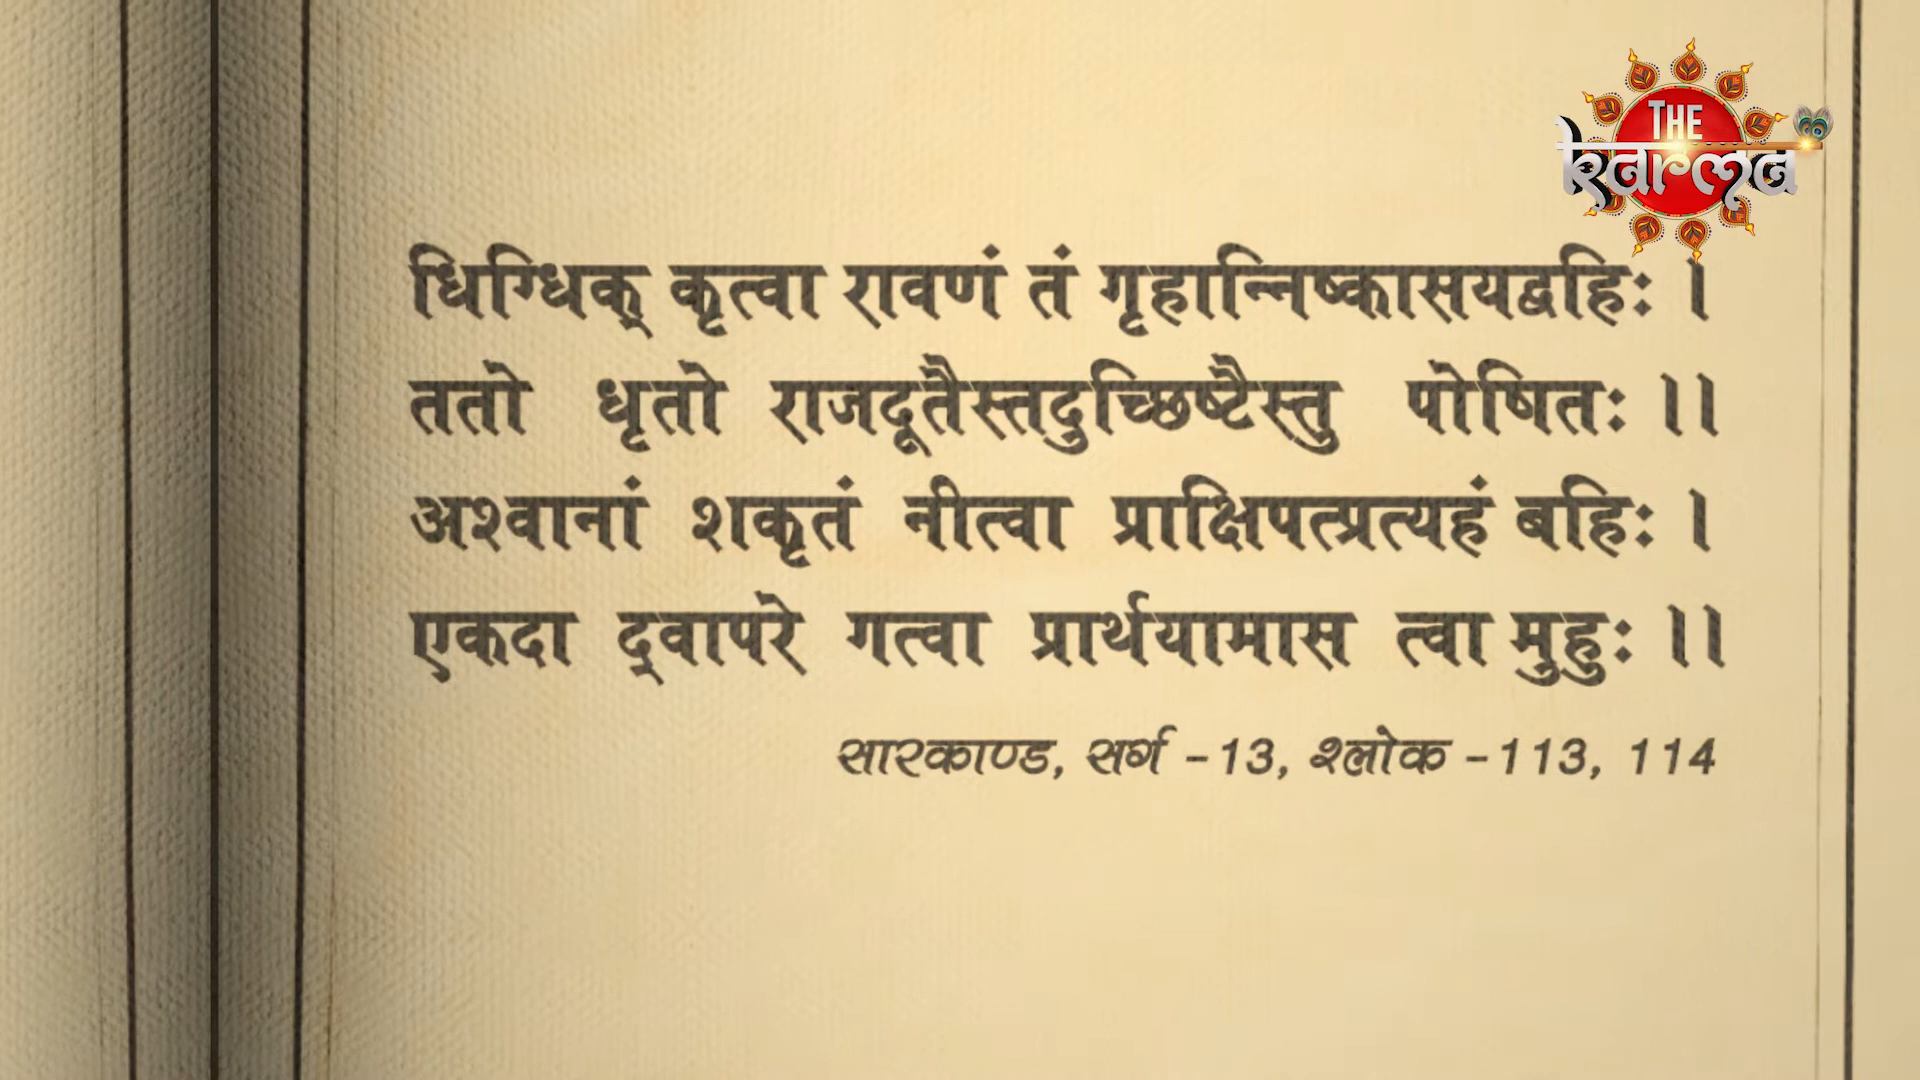 THE
karma
धिग्धिक् कृत्वा रावणं तं गृहान्निष्कासयद्वहिः ।
ततो धृतो राजदूतैस्तदुच्छिष्टैस्तु पोषितः ।।
अश्वानां शकृतं नीत्वा प्राक्षिपत्प्रत्यहं बहिः ।
एकदा द्‌वापरे गत्वा प्रार्थयामास त्वा मुहुः ।।
सारकाण्ड, सर्ग -13, श्लोक -113, 114